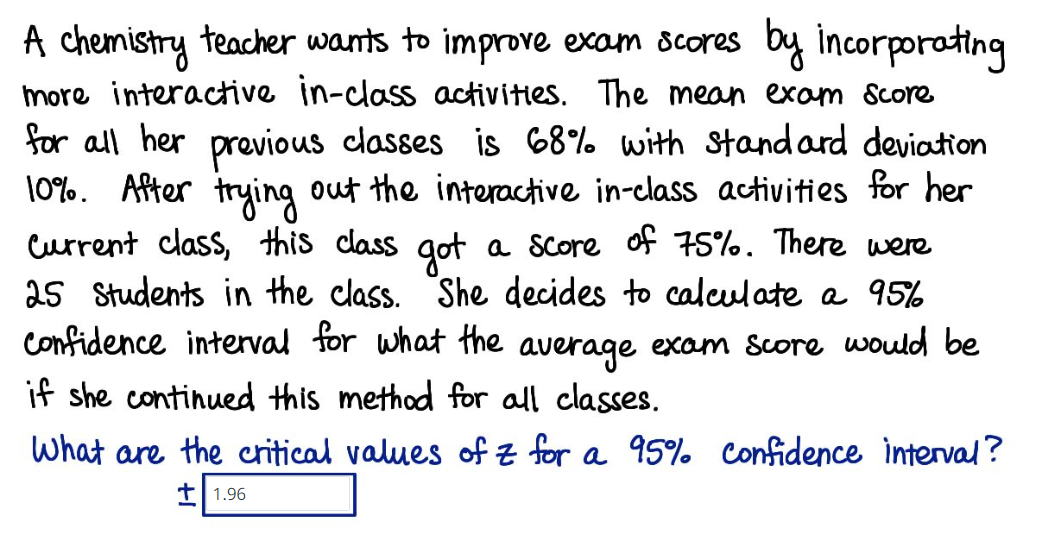 A chemistry teacher wants to improve exam scores by incorporating
more interactive in-class activities. The mean exam score
for all her previous classes is 68% with standard deviation
10%. After trying out the interactive in-class activities for her
current class, this class got a score of 75%. There were
25 students in the class. She decides to calculate a 95%
confidence interval for what the average exam score would be
if she continued this method for all classes.
What are the critical values of z for a 95% confidence interval?
± 1.96